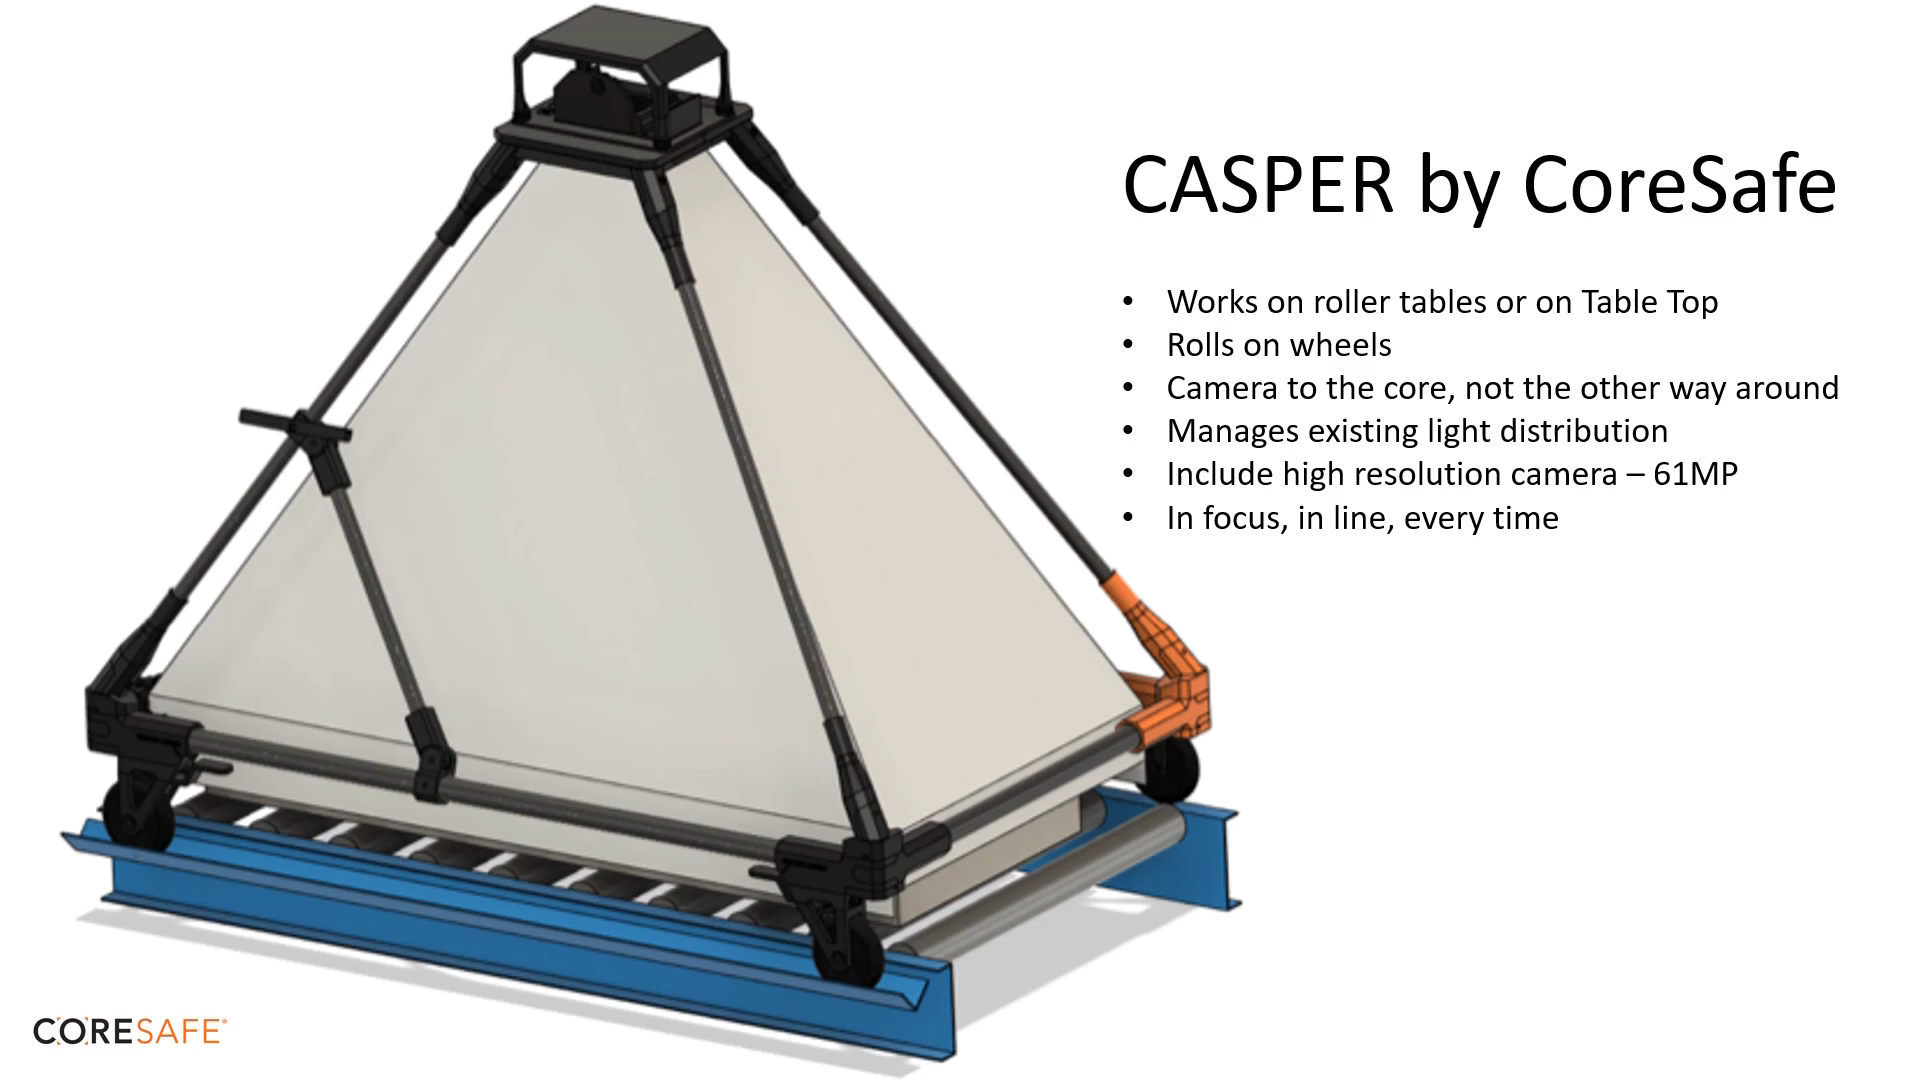 CASPER by CoreSafe
• Works on roller tables or on Table Top
• Rolls on wheels
• Camera to the core, not the other way around
• Manages existing light distribution
• Include high resolution camera – 61MP
• In focus, in line, every time
CORESAFE